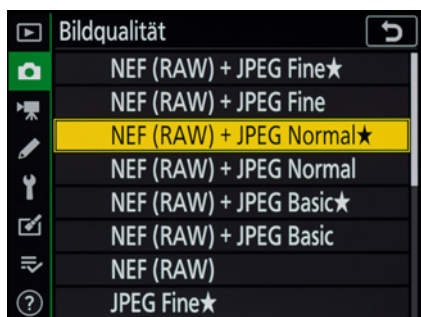 Bildqualität
NEF (RAW) + JPEG Fine★
NEF (RAW) + JPEG Fine
NEF (RAW) + JPEG Normal★
NEF (RAW) + JPEG Normal
NEF (RAW) + JPEG Basic★
NEF (RAW) + JPEG Basic
NEF (RAW)
JPEG Fine★
?